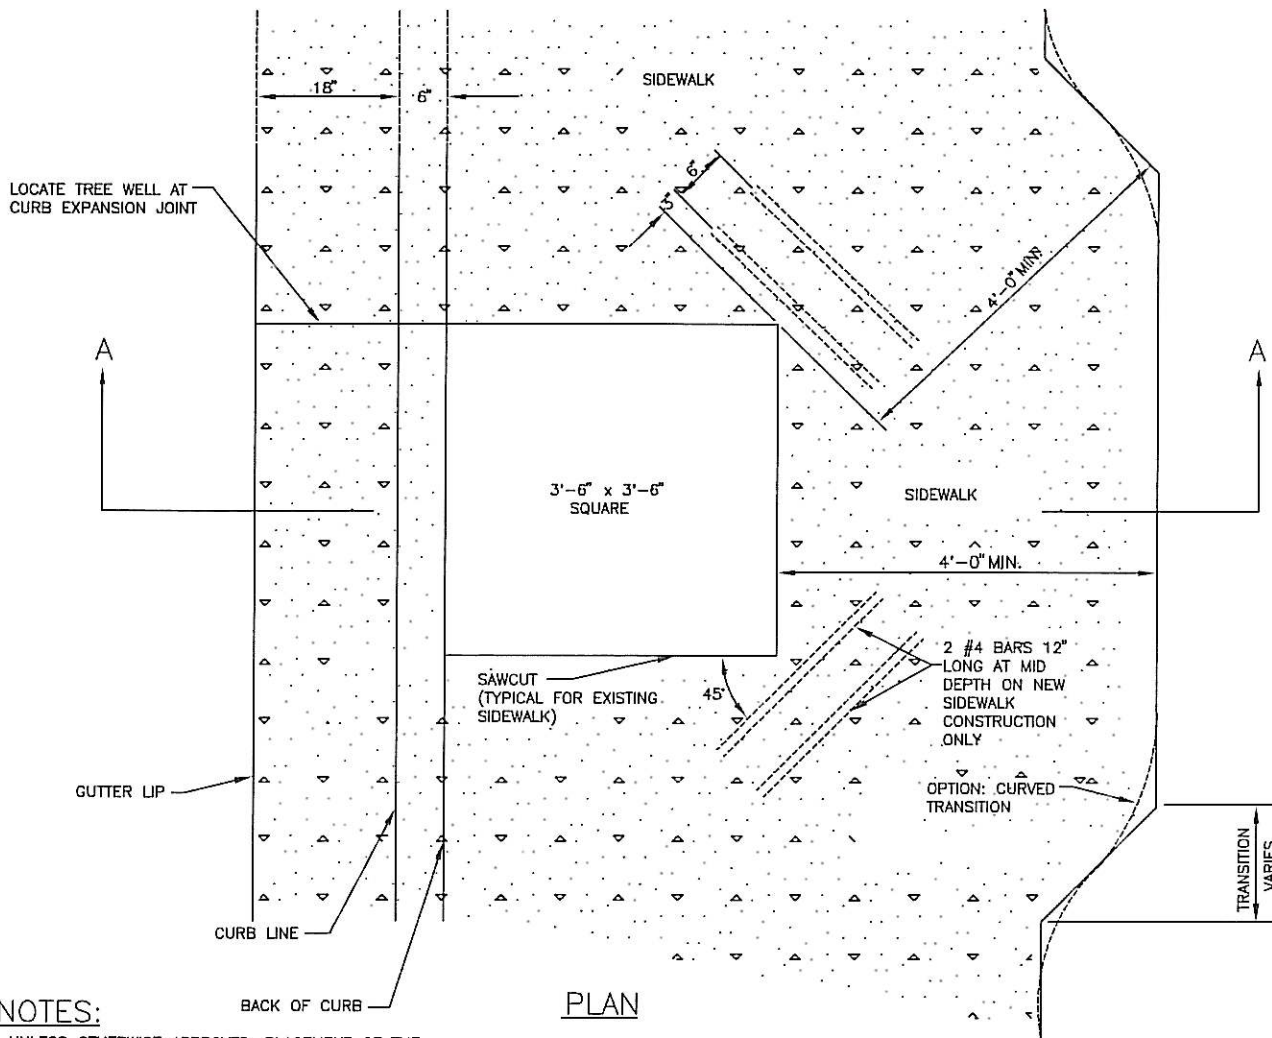 SIDEWALK
18"
6"
6"
3"
LOCATE TREE WELL AT
CURB EXPANSION JOINT
4'-0" MIN.
A
A
3'-6" x 3'-6"
SQUARE
SIDEWALK
4'-0" MIN.
SAWCUT
(TYPICAL FOR EXISTING
SIDEWALK)
45°
2 #4 BARS 12"
LONG AT MID
DEPTH ON NEW
SIDEWALK
CONSTRUCTION
ONLY
GUTTER LIP
OPTION: CURVED
TRANSITION
TRANSITION
VARIES
CURB LINE
BACK OF CURB
PLAN
NOTES: